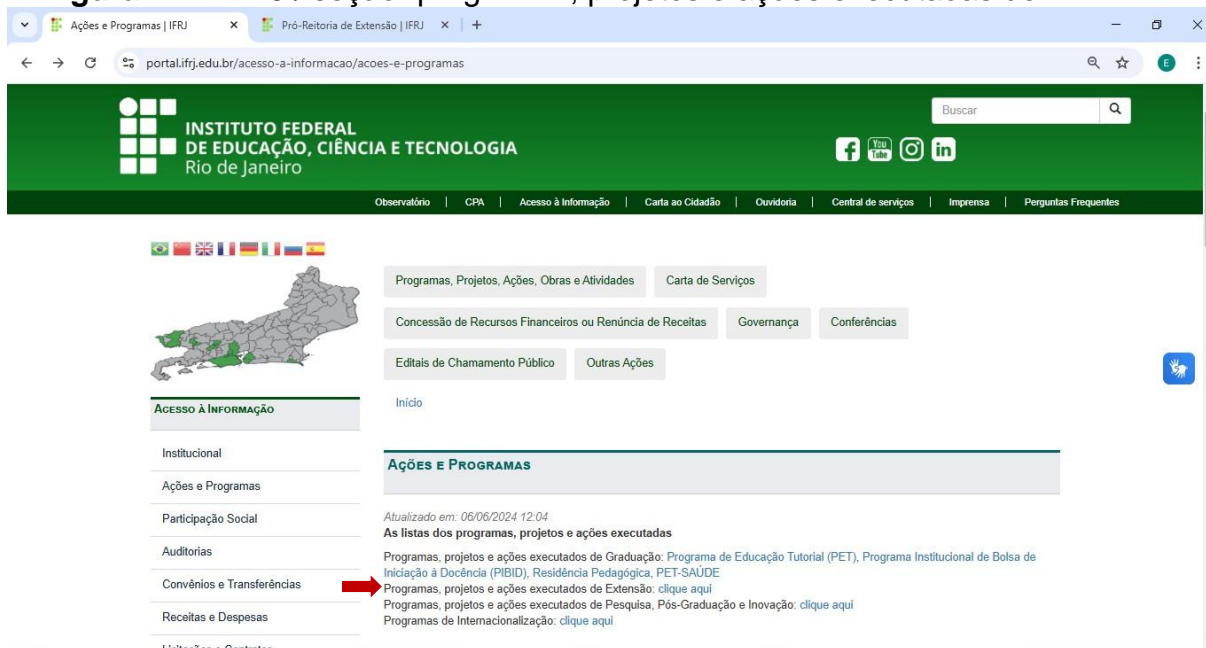 Ações e Programas | IFRJ
Pró-Reitoria de Extensão | IFRJ
portal.ifrj.edu.br/acesso-a-informacao/acoes-e-programas
E
Buscar
INSTITUTO FEDERAL
DE EDUCAÇÃO, CIÊNCIA E TECNOLOGIA
Rio de Janeiro
You
Tube
in
Observatório | CPA | Acesso à Informação | Carta ao Cidadão | Ouvidoria | Central de serviços | Imprensa | Perguntas Frequentes
Programas, Projetos, Ações, Obras e Atividades
Carta de Serviços
Concessão de Recursos Financeiros ou Renúncia de Receitas
Governança
Conferências
Editais de Chamamento Público
Outras Ações
Início
Acesso à Informação
Institucional
Ações e Programas
Participação Social
Auditorias
Convênios e Transferências
Receitas e Despesas
Ações e Programas
Atualizado em: 06/06/2024 12:04
As listas dos programas, projetos e ações executadas
Programas, projetos e ações executados de Graduação: Programa de Educação Tutorial (PET), Programa Institucional de Bolsa de
Iniciação à Docência (PIBID), Residência Pedagógica, PET-SAÚDE
Programas, projetos e ações executados de Extensão: clique aqui
Programas, projetos e ações executados de Pesquisa, Pós-Graduação e Inovação: clique aqui
Programas de Internacionalização: clique aqui